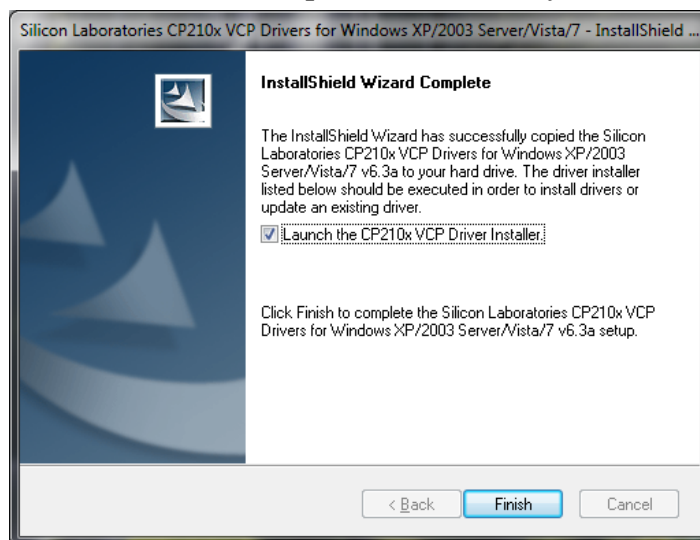 Silicon Laboratories CP210x VCP Drivers for Windows XP/2003 Server/Vista/7 - InstallShield ...
InstallShield Wizard Complete
The InstallShield Wizard has successfully copied the Silicon
Laboratories CP210x VCP Drivers for Windows XP/2003
Server/Vista/7 v6.3a to your hard drive. The driver installer
listed below should be executed in order to install drivers or
update an existing driver.
Launch the CP210x VCP Driver Installer.
Click Finish to complete the Silicon Laboratories CP210x VCP
Drivers for Windows XP/2003 Server/Vista/7 v6.3a setup.
< Back
Finish
Cancel